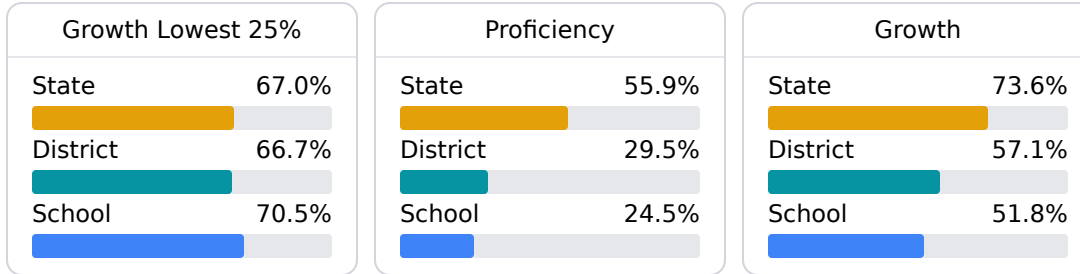 Growth Lowest 25%
State 67.0%
District 66.7%
School 70.5%
Proficiency
State 55.9%
District 29.5%
School 24.5%
Growth
State 73.6%
District 57.1%
School 51.8%